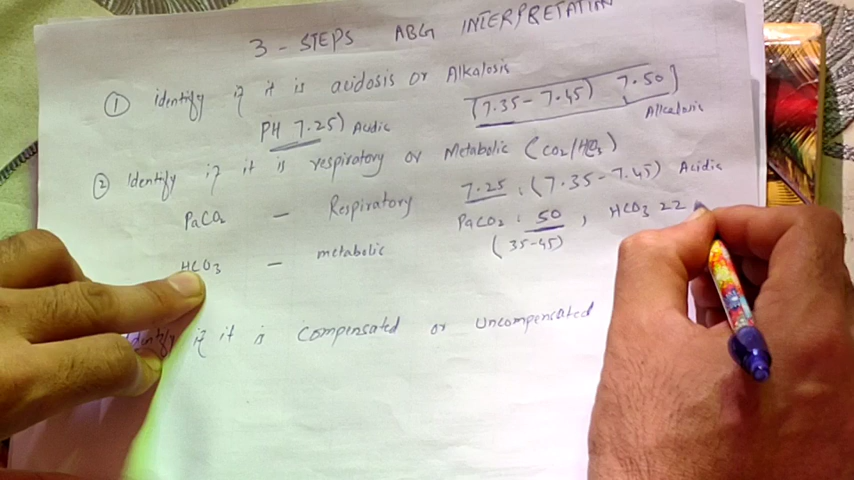 3 - STEPS ABG INTERPRETATION
① identify if it is acidosis or Alkalosis
(7.35 - 7.45) 7.50]
PH 7.25) Acidic
Alkalosis
② identify if it is respiratory or Metabolic (CO2/HCO3)
7.25 : (7.35 - 7.45) Acidic
PaCO2 - Respiratory
PaCO2 : 50 , HCO3 22
(35-45)
HCO3 - metabolic
identify if it is compensated or Uncompensated